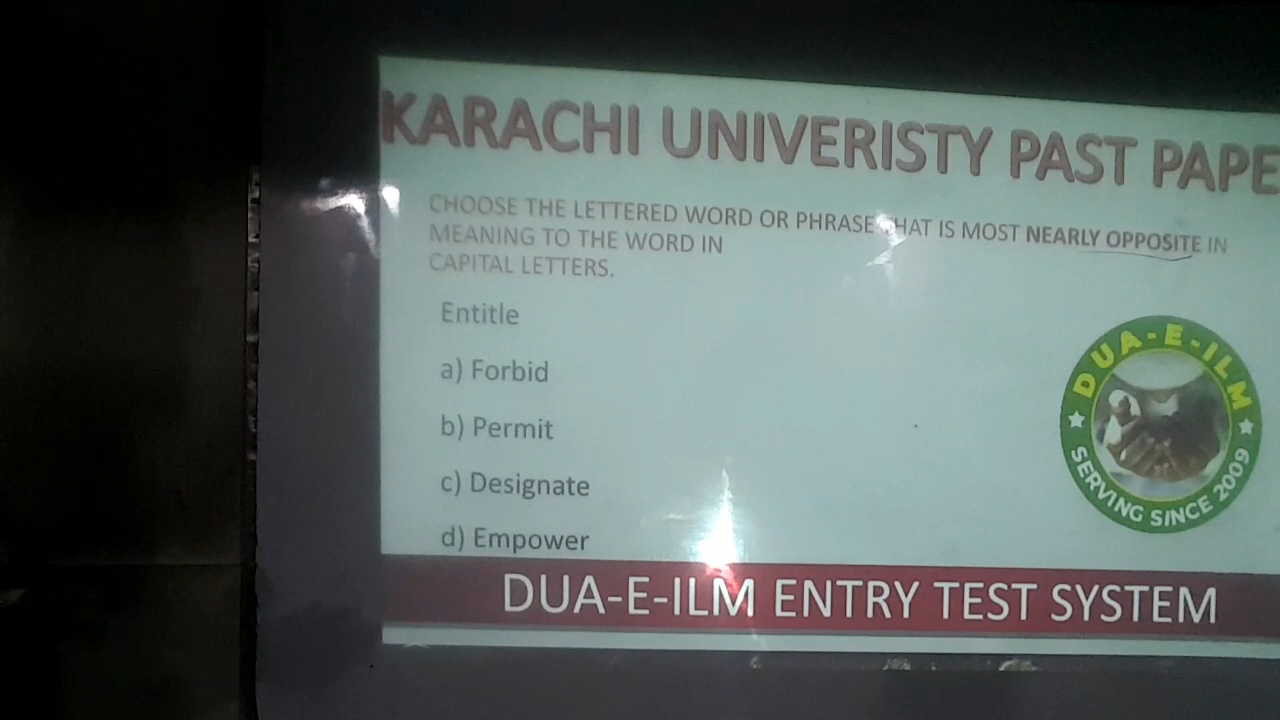 KARACHI UNIVERISTY PAST PAPE
CHOOSE THE LETTERED WORD OR PHRASE THAT IS MOST NEARLY OPPOSITE IN
MEANING TO THE WORD IN
CAPITAL LETTERS.
Entitle
a) Forbid
b) Permit
c) Designate
d) Empower
DUA-E-ILM
SERVING SINCE 2009
DUA-E-ILM ENTRY TEST SYSTEM